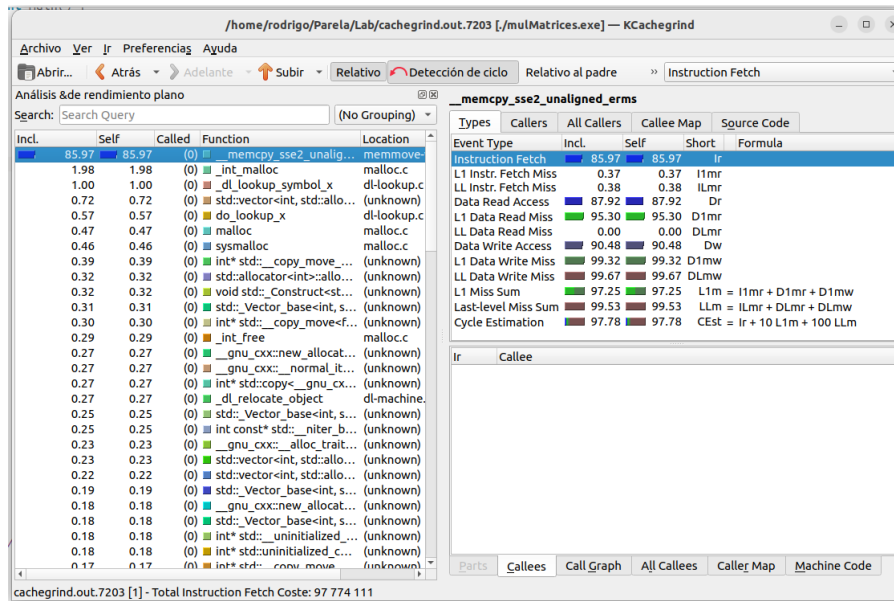 /home/rodrigo/Parela/Lab/cachegrind.out.7203 [./mulMatrices.exe] — KCachegrind
Archivo Ver Ir Preferencias Ayuda
Abrir... Atrás Adelante Subir Relativo Detección de ciclo Relativo al padre » Instruction Fetch
Análisis &de rendimiento plano
Search: Search Query (No Grouping)
Incl. Self Called Function Location
85.97 85.97 (0) __memcpy_sse2_unalig... memmove-
1.98 1.98 (0) _int_malloc malloc.c
1.00 1.00 (0) _dl_lookup_symbol_x dl-lookup.c
0.72 0.72 (0) std::vector<int, std::allo... (unknown)
0.57 0.57 (0) do_lookup_x dl-lookup.c
0.47 0.47 (0) malloc malloc.c
0.46 0.46 (0) sysmalloc malloc.c
0.39 0.39 (0) int* std::__copy_move_... (unknown)
0.32 0.32 (0) std::allocator<int>::allo... (unknown)
0.32 0.32 (0) void std::_Construct<st... (unknown)
0.31 0.31 (0) std::_Vector_base<int, s... (unknown)
0.30 0.30 (0) int* std::__copy_move<f... (unknown)
0.29 0.29 (0) _int_free malloc.c
0.27 0.27 (0) __gnu_cxx::new_allocat... (unknown)
0.27 0.27 (0) __gnu_cxx::__normal_it... (unknown)
0.27 0.27 (0) int* std::copy<__gnu_cx... (unknown)
0.27 0.27 (0) _dl_relocate_object dl-machine.
0.25 0.25 (0) std::_Vector_base<int, s... (unknown)
0.25 0.25 (0) int const* std::__niter_b... (unknown)
0.23 0.23 (0) __gnu_cxx::__alloc_trait... (unknown)
0.23 0.23 (0) std::vector<int, std::allo... (unknown)
0.22 0.22 (0) std::vector<int, std::allo... (unknown)
0.19 0.19 (0) std::_Vector_base<int, s... (unknown)
0.18 0.18 (0) __gnu_cxx::new_allocat... (unknown)
0.18 0.18 (0) std::_Vector_base<int, s... (unknown)
0.18 0.18 (0) int* std::__uninitialized_... (unknown)
0.18 0.18 (0) int* std::uninitialized_c... (unknown)
0.17 0.17 (0) int* std::__copy_move_... (unknown)
__memcpy_sse2_unaligned_erms
Types Callers All Callers Callee Map Source Code
Event Type Incl. Self Short Formula
Instruction Fetch 85.97 85.97 Ir
L1 Instr. Fetch Miss 0.37 0.37 I1mr
LL Instr. Fetch Miss 0.38 0.38 ILmr
Data Read Access 87.92 87.92 Dr
L1 Data Read Miss 95.30 95.30 D1mr
LL Data Read Miss 0.00 0.00 DLmr
Data Write Access 90.48 90.48 Dw
L1 Data Write Miss 99.32 99.32 D1mw
LL Data Write Miss 99.67 99.67 DLmw
L1 Miss Sum 97.25 97.25 L1m = I1mr + D1mr + D1mw
Last-level Miss Sum 99.53 99.53 LLm = ILmr + DLmr + DLmw
Cycle Estimation 97.78 97.78 CEst = Ir + 10 L1m + 100 LLm
Ir Callee
Parts Callees Call Graph All Callees Caller Map Machine Code
cachegrind.out.7203 [1] - Total Instruction Fetch Coste: 97 774 111